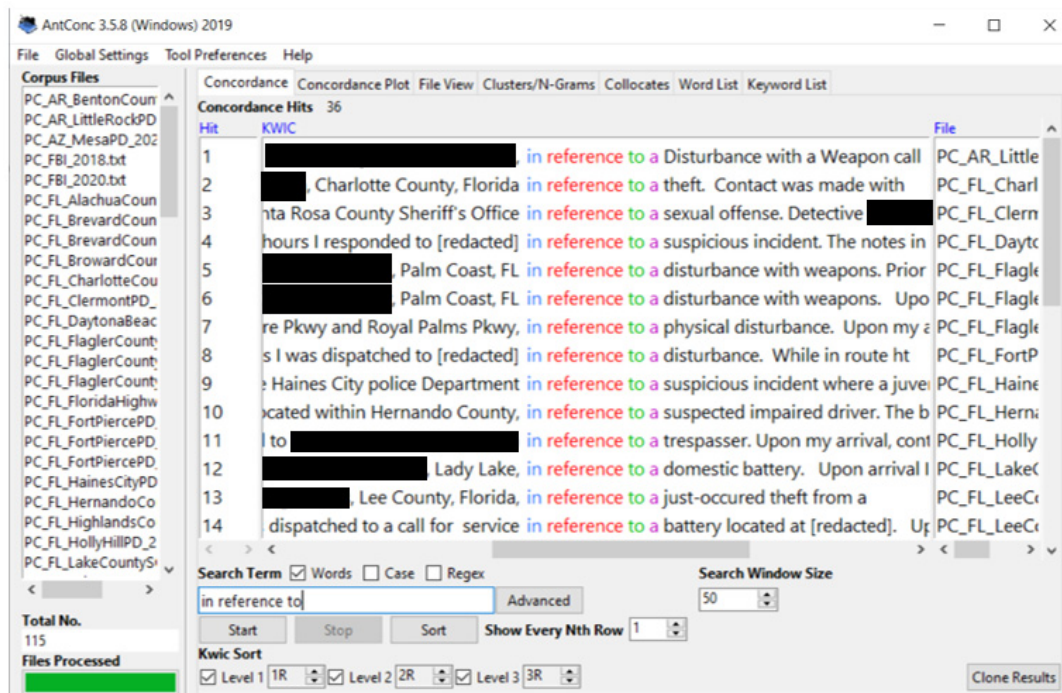 AntConc 3.5.8 (Windows) 2019
File Global Settings Tool Preferences Help
Corpus Files
PC_AR_BentonCoun
PC_AR_LittleRockPD
PC_AZ_MesaPD_202
PC_FBI_2018.txt
PC_FBI_2020.txt
PC_FL_AlachuaCoun
PC_FL_BrevardCoun
PC_FL_BrevardCoun
PC_FL_BrowardCour
PC_FL_CharlotteCou
PC_FL_ClermontPD_
PC_FL_DaytonaBeac
PC_FL_FlaglerCount
PC_FL_FlaglerCount
PC_FL_FlaglerCount
PC_FL_FloridaHighw
PC_FL_FortPiercePD_
PC_FL_FortPiercePD_
PC_FL_FortPiercePD_
PC_FL_HainesCityPD
PC_FL_HernandoCo
PC_FL_HighlandsCo
PC_FL_HollyHillPD_2
PC_FL_LakeCountyS
Total No.
115
Files Processed
Concordance Concordance Plot File View Clusters/N-Grams Collocates Word List Keyword List
Concordance Hits 36
Hit KWIC File
1 , in reference to a Disturbance with a Weapon call PC_AR_Little
2 , Charlotte County, Florida in reference to a theft. Contact was made with PC_FL_Charl
3 nta Rosa County Sheriff's Office in reference to a sexual offense. Detective PC_FL_Clerm
4 hours I responded to [redacted] in reference to a suspicious incident. The notes in PC_FL_Dayto
5 , Palm Coast, FL in reference to a disturbance with weapons. Prior PC_FL_Flagle
6 , Palm Coast, FL in reference to a disturbance with weapons. Upo PC_FL_Flagle
7 re Pkwy and Royal Palms Pkwy, in reference to a physical disturbance. Upon my a PC_FL_Flagle
8 s I was dispatched to [redacted] in reference to a disturbance. While in route ht PC_FL_FortP
9 e Haines City police Department in reference to a suspicious incident where a juve PC_FL_Haine
10 ocated within Hernando County, in reference to a suspected impaired driver. The b PC_FL_Herna
11 l to in reference to a trespasser. Upon my arrival, cont PC_FL_Holly
12 , Lady Lake, in reference to a domestic battery. Upon arrival I PC_FL_LakeC
13 , Lee County, Florida, in reference to a just-occured theft from a PC_FL_LeeCo
14 dispatched to a call for service in reference to a battery located at [redacted]. Up PC_FL_LeeCo
Search Term Words Case Regex Search Window Size
in reference to Advanced 50
Start Stop Sort Show Every Nth Row 1
Kwic Sort
Level 1 1R Level 2 2R Level 3 3R Clone Results